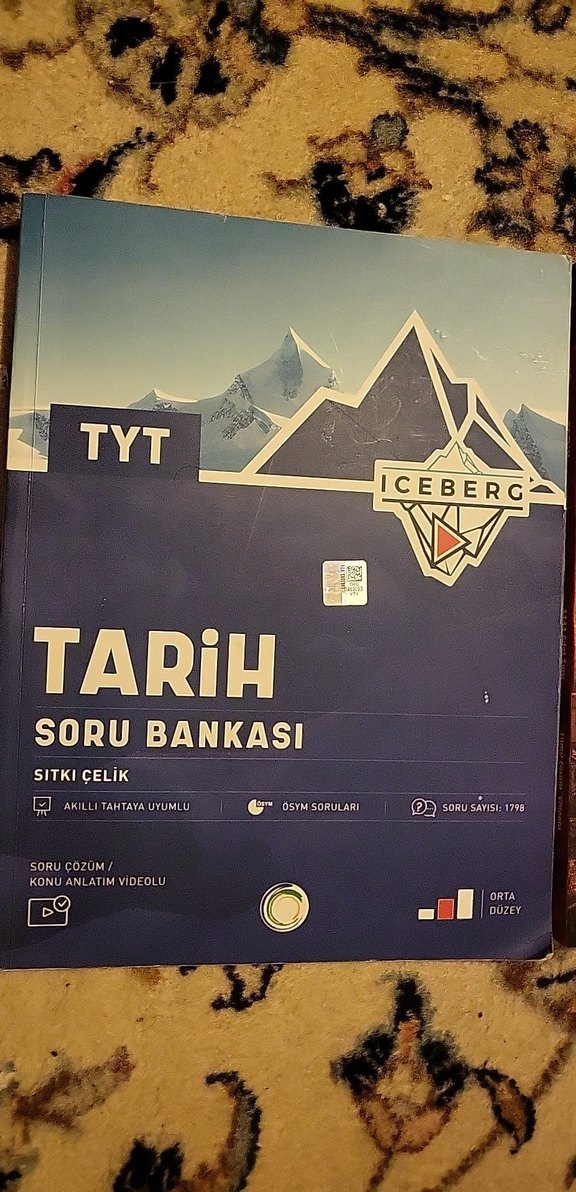 TYT
ICEBERG
TARİH
SORU BANKASI
SITKI ÇELİK
AKILLI TAHTAYA UYUMLU
ÖSYM
ÖSYM SORULARI
SORU SAYISI: 1798
SORU ÇÖZÜM /
KONU ANLATIM VİDEOLU
ORTA
DÜZEY